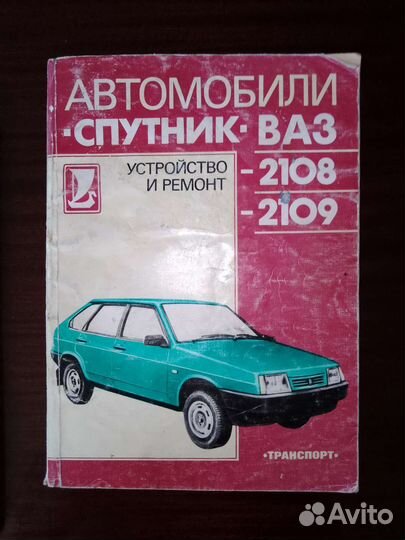 АВТОМОБИЛИ
·СПУТНИК· ВАЗ
УСТРОЙСТВО
И РЕМОНТ
-2108
-2109
·ТРАНСПОРТ·
Avito